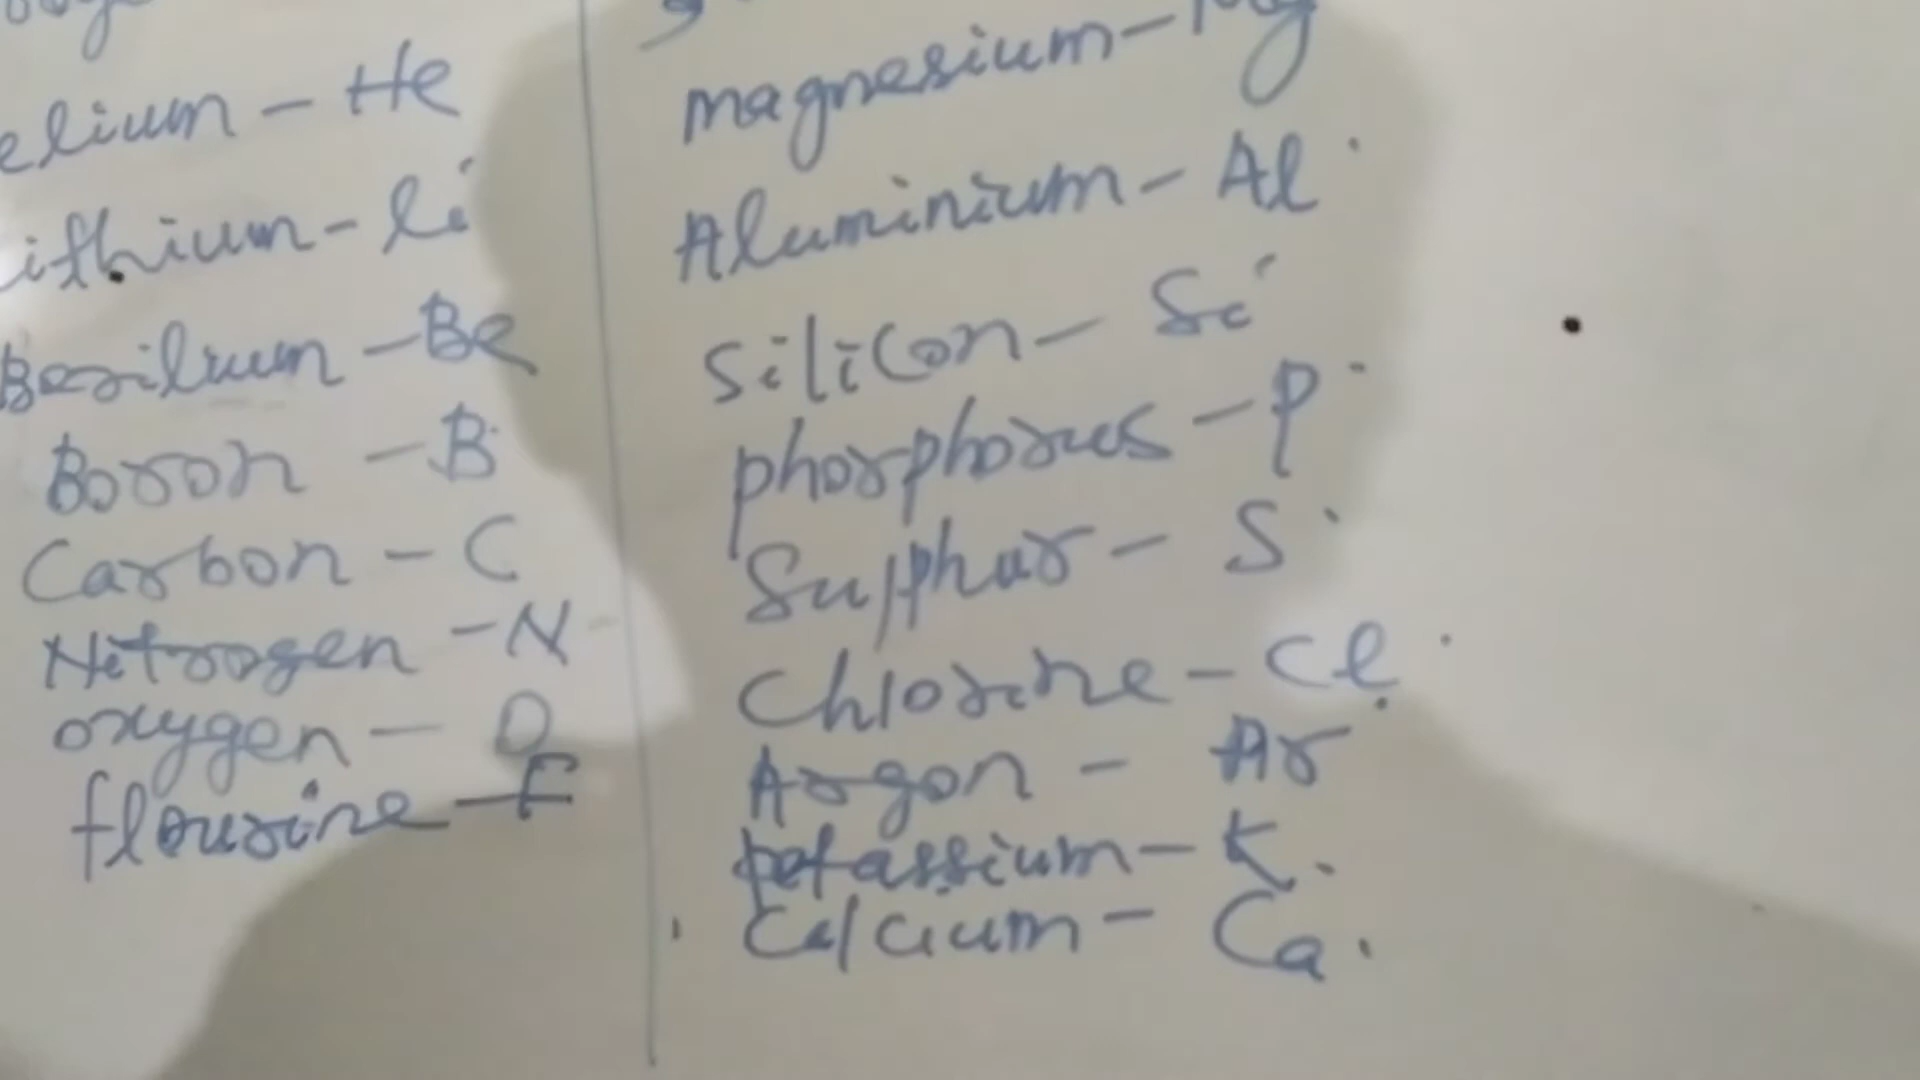 elium - He
ithium - li
Berilium - Be
Boron - B
Carbon - C
Nitrogen - N
oxygen - O
flourine - F
magnesium - Mg
Aluminium - Al
Silicon - Si
phorphorus - P
Sulphur - S
Chlorine - Cl
Argon - Ar
potassium - K
Calcium - Ca